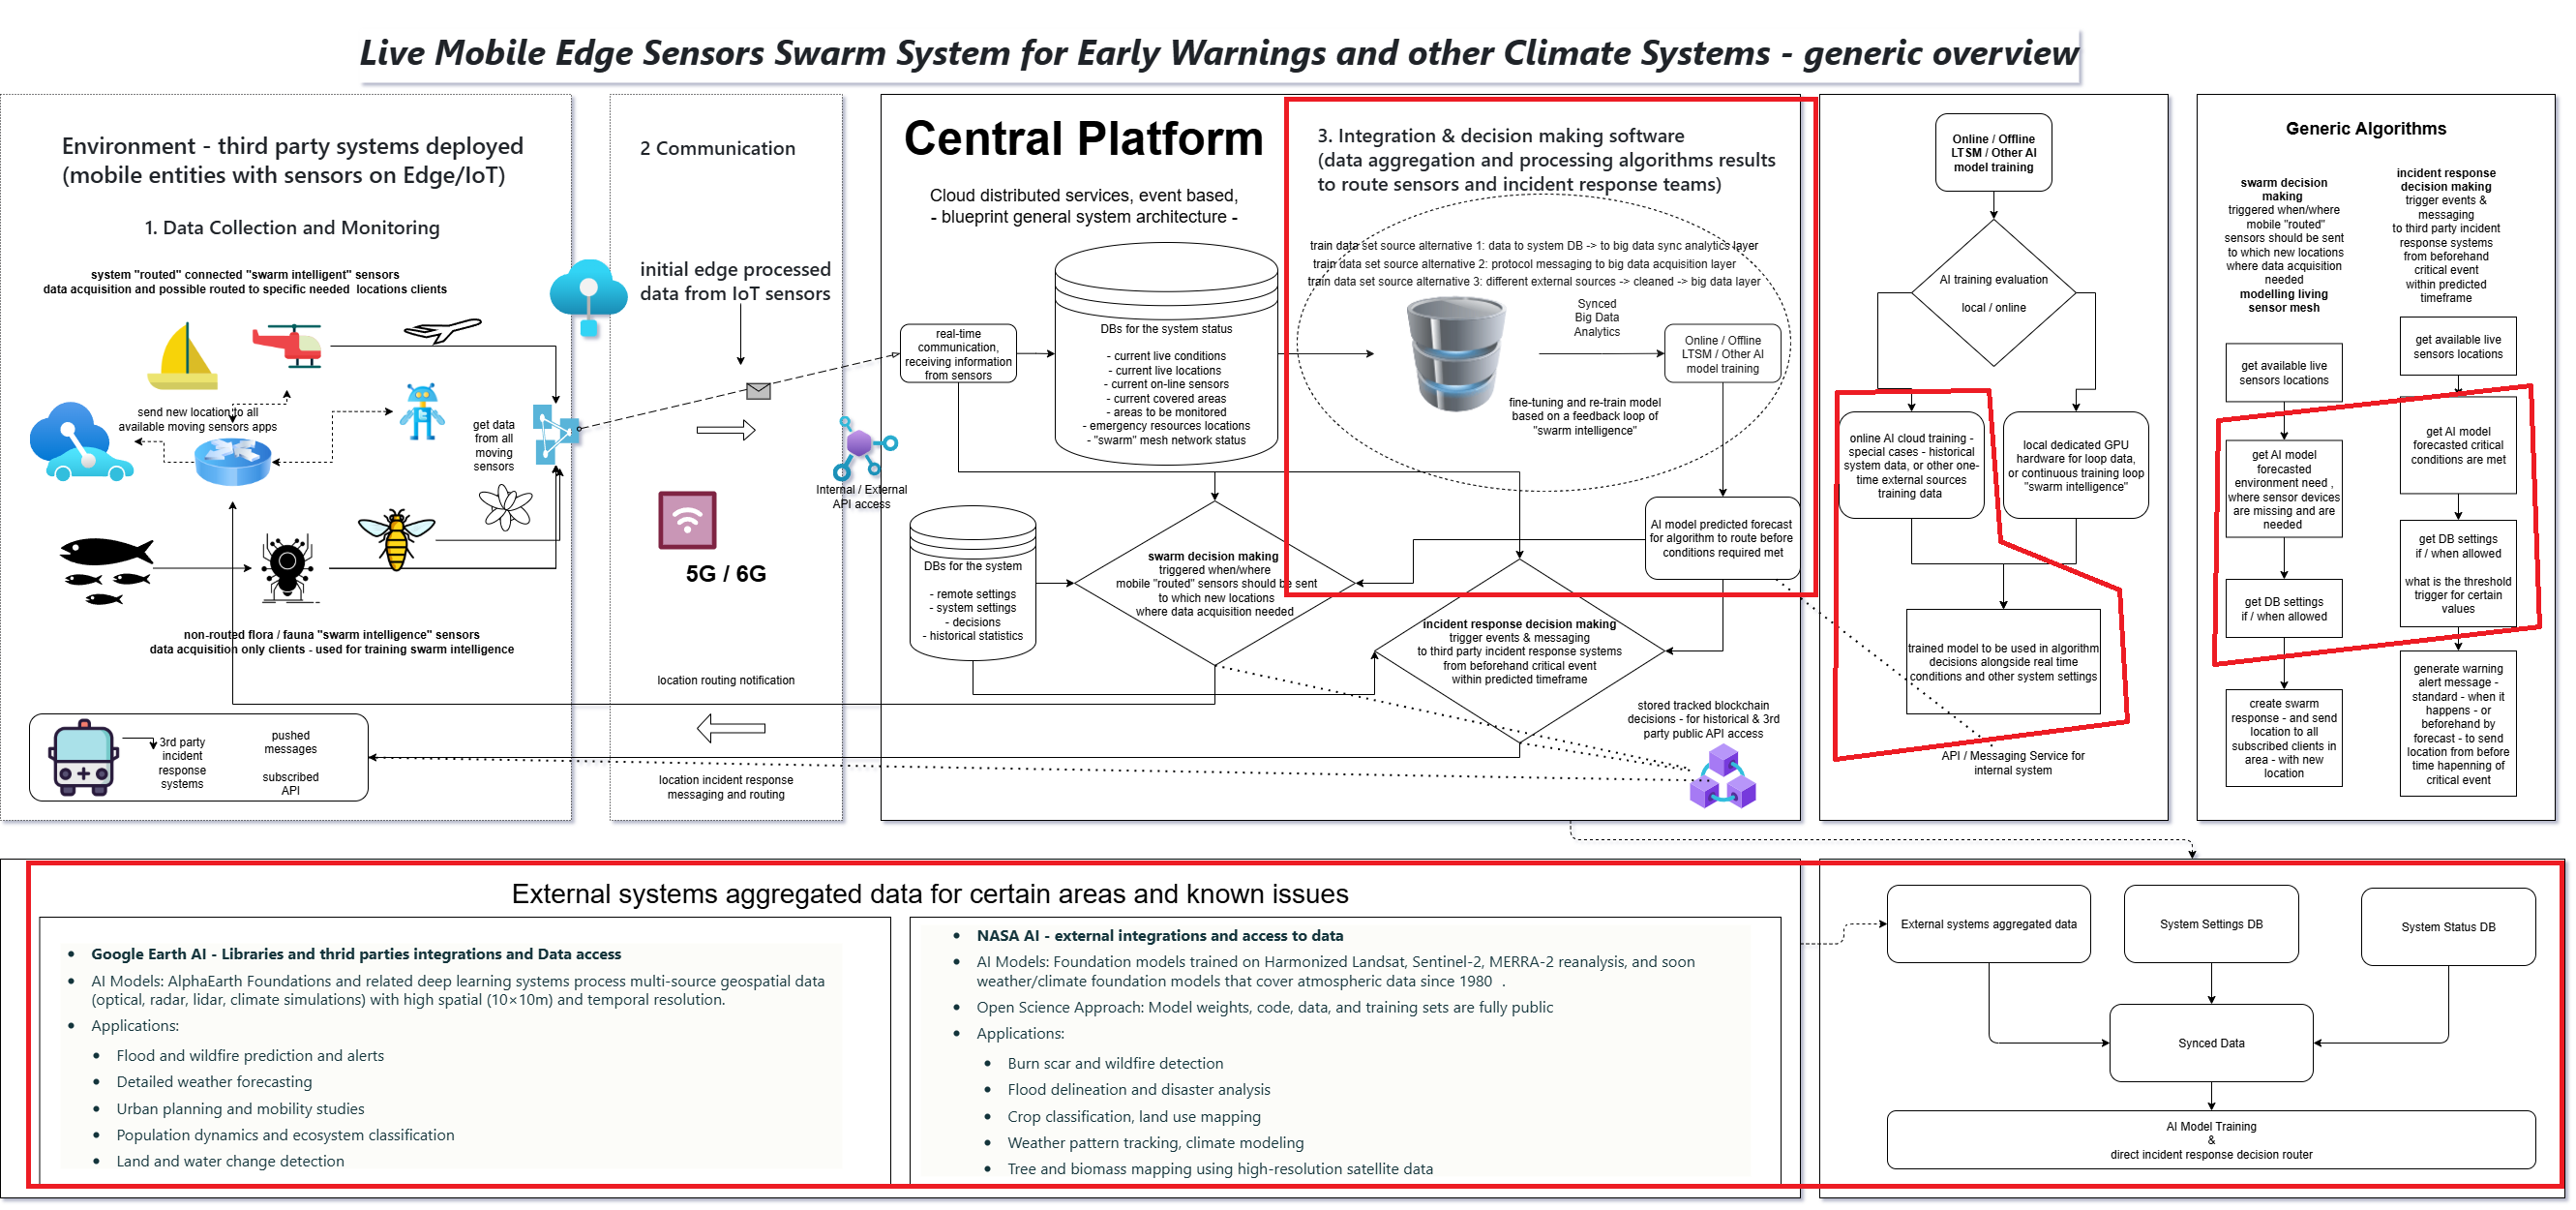 Live Mobile Edge Sensors Swarm System for Early Warnings and other Climate Systems - generic overview
Environment - third party systems deployed
(mobile entities with sensors on Edge/IoT)
1. Data Collection and Monitoring
system "routed" connected "swarm intelligent" sensors
data acquisition and possible routed to specific needed  locations clients
send new location to all
available moving sensors apps
get data
from all
moving
sensors
non-routed flora / fauna "swarm intelligence" sensors
data acquisition only clients - used for training swarm intelligence
3rd party
incident
response
systems
pushed
messages
subscribed
API
2 Communication
initial edge processed
data from IoT sensors
5G / 6G
Internal / External
API access
location routing notification
location incident response
messaging and routing
Central Platform
Cloud distributed services, event based,
- blueprint general system architecture -
real-time
communication,
receiving information
from sensors
DBs for the system status
- current live conditions
- current live locations
- current on-line sensors
- current covered areas
- areas to be monitored
- emergency resources locations
- "swarm" mesh network status
DBs for the system
- remote settings
- system settings
- decisions
- historical statistics
swarm decision making
triggered when/where
mobile "routed" sensors should be sent
to which new locations
where data acquisition needed
3. Integration & decision making software
(data aggregation and processing algorithms results
to route sensors and incident response teams)
train data set source alternative 1: data to system DB -> to big data sync analytics layer
train data set source alternative 2: protocol messaging to big data acquisition layer
train data set source alternative 3: different external sources -> cleaned -> big data layer
Synced
Big Data
Analytics
Online / Offline
LTSM / Other AI
model training
fine-tuning and re-train model
based on a feedback loop of
"swarm intelligence"
AI model predicted forecast
for algorithm to route before
conditions required met
incident response decision making
trigger events & messaging
to third party incident response systems
from beforehand critical event
within predicted timeframe
stored tracked blockchain
decisions - for historical & 3rd
party public API access
Online / Offline
LTSM / Other AI
model training
AI training evaluation
local / online
online AI cloud training -
special cases - historical
system data, or other one-
time external sources
training data
local dedicated GPU
hardware for loop data,
or continuous training loop
"swarm intelligence"
trained model to be used in algorithm
decisions alongside real time
conditions and other system settings
API / Messaging Service for
internal system
Generic Algorithms
swarm decision
making
triggered when/where
mobile "routed"
sensors should be sent
to which new locations
where data acquisition
needed
modelling living
sensor mesh
get available live
sensors locations
get AI model
forecasted
environment need ,
where sensor devices
are missing and are
needed
get DB settings
if / when allowed
create swarm
response - and send
location to all
subscribed clients in
area - with new
location
incident response
decision making
trigger events &
messaging
to third party incident
response systems
from beforehand
critical event
within predicted
timeframe
get available live
sensors locations
get AI model
forecasted critical
conditions are met
get DB settings
if / when allowed
what is the threshold
trigger for certain
values
generate warning
alert message -
standard - when it
happens - or
beforehand by
forecast - to send
location from before
time hapenning of
critical event
External systems aggregated data for certain areas and known issues
• Google Earth AI - Libraries and thrid parties integrations and Data access
• AI Models: AlphaEarth Foundations and related deep learning systems process multi-source geospatial data
(optical, radar, lidar, climate simulations) with high spatial (10×10m) and temporal resolution.
• Applications:
• Flood and wildfire prediction and alerts
• Detailed weather forecasting
• Urban planning and mobility studies
• Population dynamics and ecosystem classification
• Land and water change detection
• NASA AI - external integrations and access to data
• AI Models: Foundation models trained on Harmonized Landsat, Sentinel-2, MERRA-2 reanalysis, and soon
weather/climate foundation models that cover atmospheric data since 1980  .
• Open Science Approach: Model weights, code, data, and training sets are fully public
• Applications:
• Burn scar and wildfire detection
• Flood delineation and disaster analysis
• Crop classification, land use mapping
• Weather pattern tracking, climate modeling
• Tree and biomass mapping using high-resolution satellite data
External systems aggregated data
System Settings DB
System Status DB
Synced Data
AI Model Training
&
direct incident response decision router